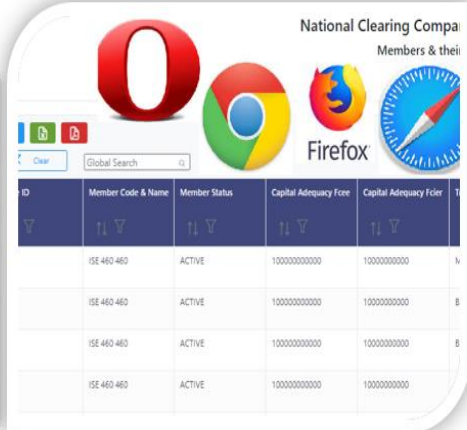 National Clearing Compa
Members & thei
Firefox
Clear
Global Search
ID Member Code & Name Member Status Capital Adequacy Fcee Capital Adequacy Fcier T
ISE 460 460 ACTIVE 100000000000 10000000000 M
ISE 460 460 ACTIVE 100000000000 10000000000 B
ISE 460 460 ACTIVE 100000000000 10000000000 B
ISE 460 460 ACTIVE 100000000000 10000000000